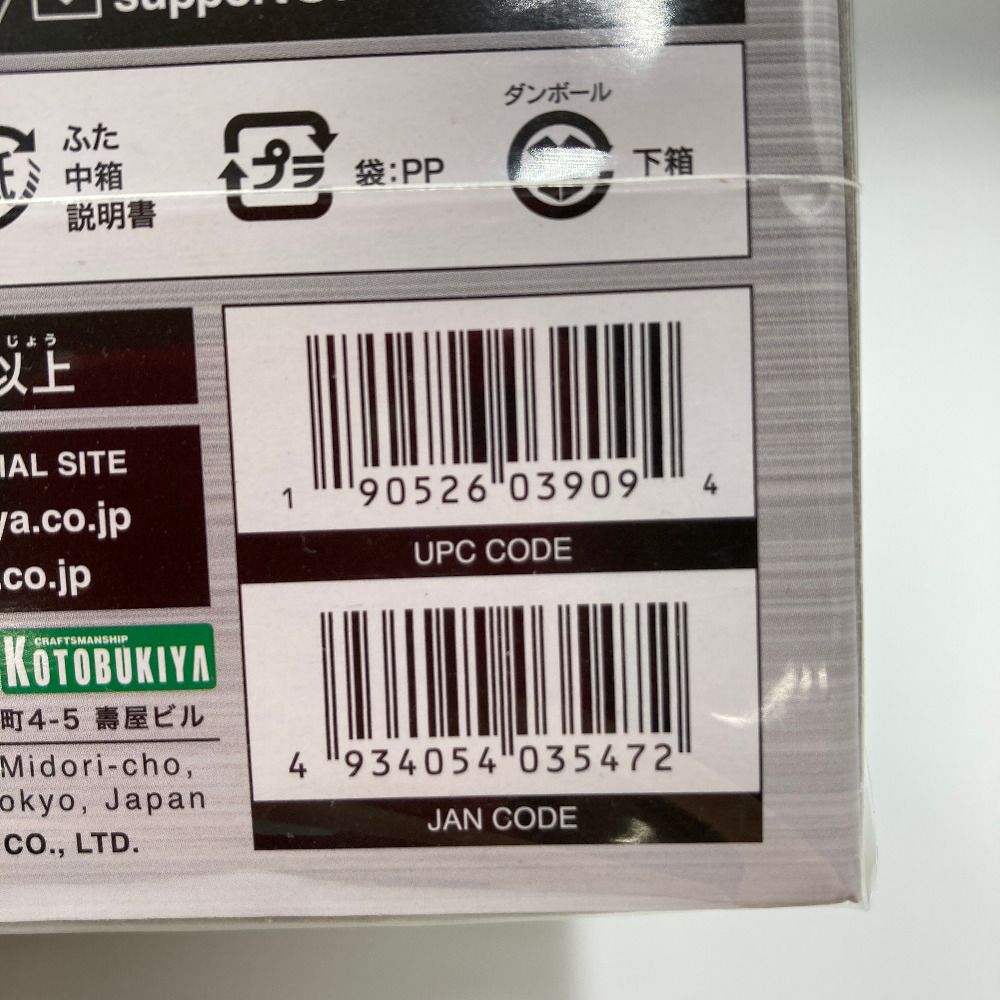 support@
ダンボール
紙
ふた
中箱
説明書
プラ
袋:PP
下箱
じょう
以上
1 90526 03909 4
UPC CODE
IAL SITE
ya.co.jp
.co.jp
4 934054 035472
JAN CODE
CRAFTSMANSHIP
KOTOBUKIYA
町4-5 壽屋ビル
Midori-cho,
okyo, Japan
CO., LTD.